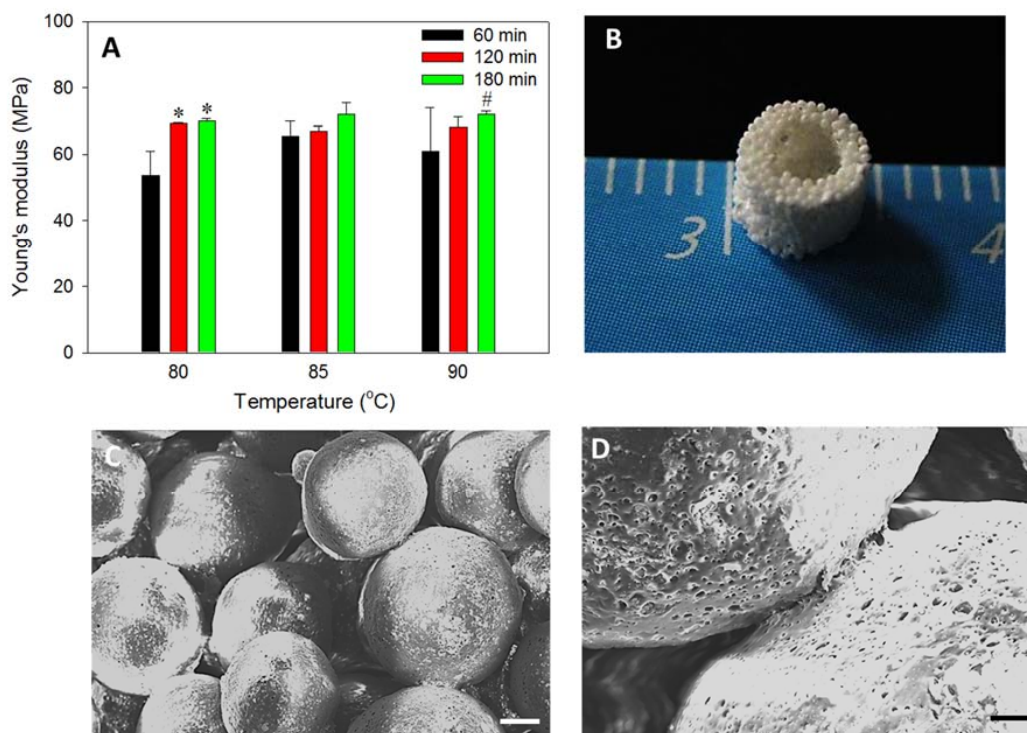 A
B
100
80
60
40
20
0
Young's modulus (MPa)
60 min
120 min
180 min
* * #
80 85 90
Temperature (°C)
3 4
C
D